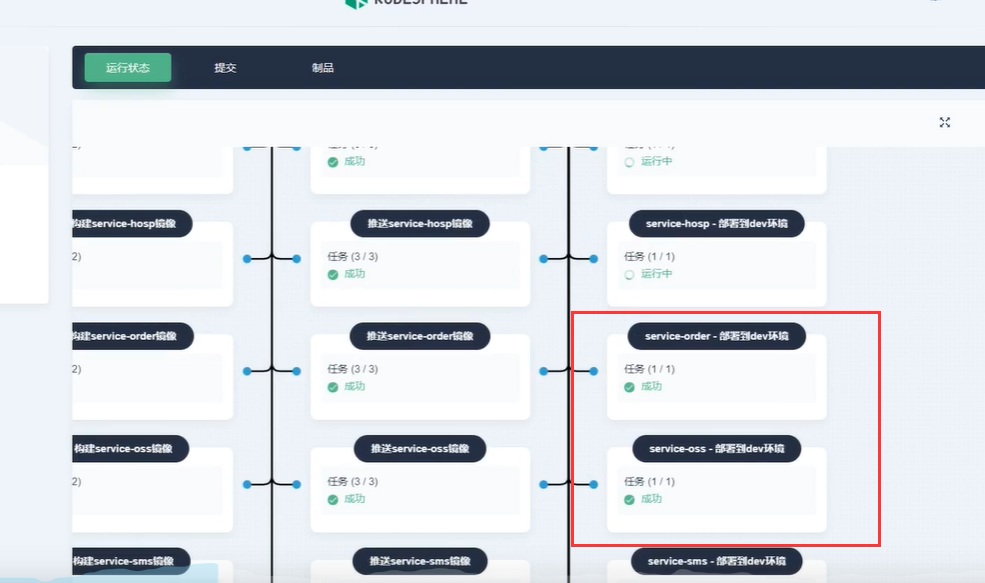 KUBESPHERE
运行状态 提交 制品
成功
运行中
构建service-hosp镜像
推送service-hosp镜像
service-hosp - 部署到dev环境
2)
任务 (3 / 3)
任务 (1 / 1)
成功
运行中
构建service-order镜像
推送service-order镜像
service-order - 部署到dev环境
2)
任务 (3 / 3)
任务 (1 / 1)
成功
成功
构建service-oss镜像
推送service-oss镜像
service-oss - 部署到dev环境
2)
任务 (3 / 3)
任务 (1 / 1)
成功
成功
构建service-sms镜像
推送service-sms镜像
service-sms - 部署到dev环境